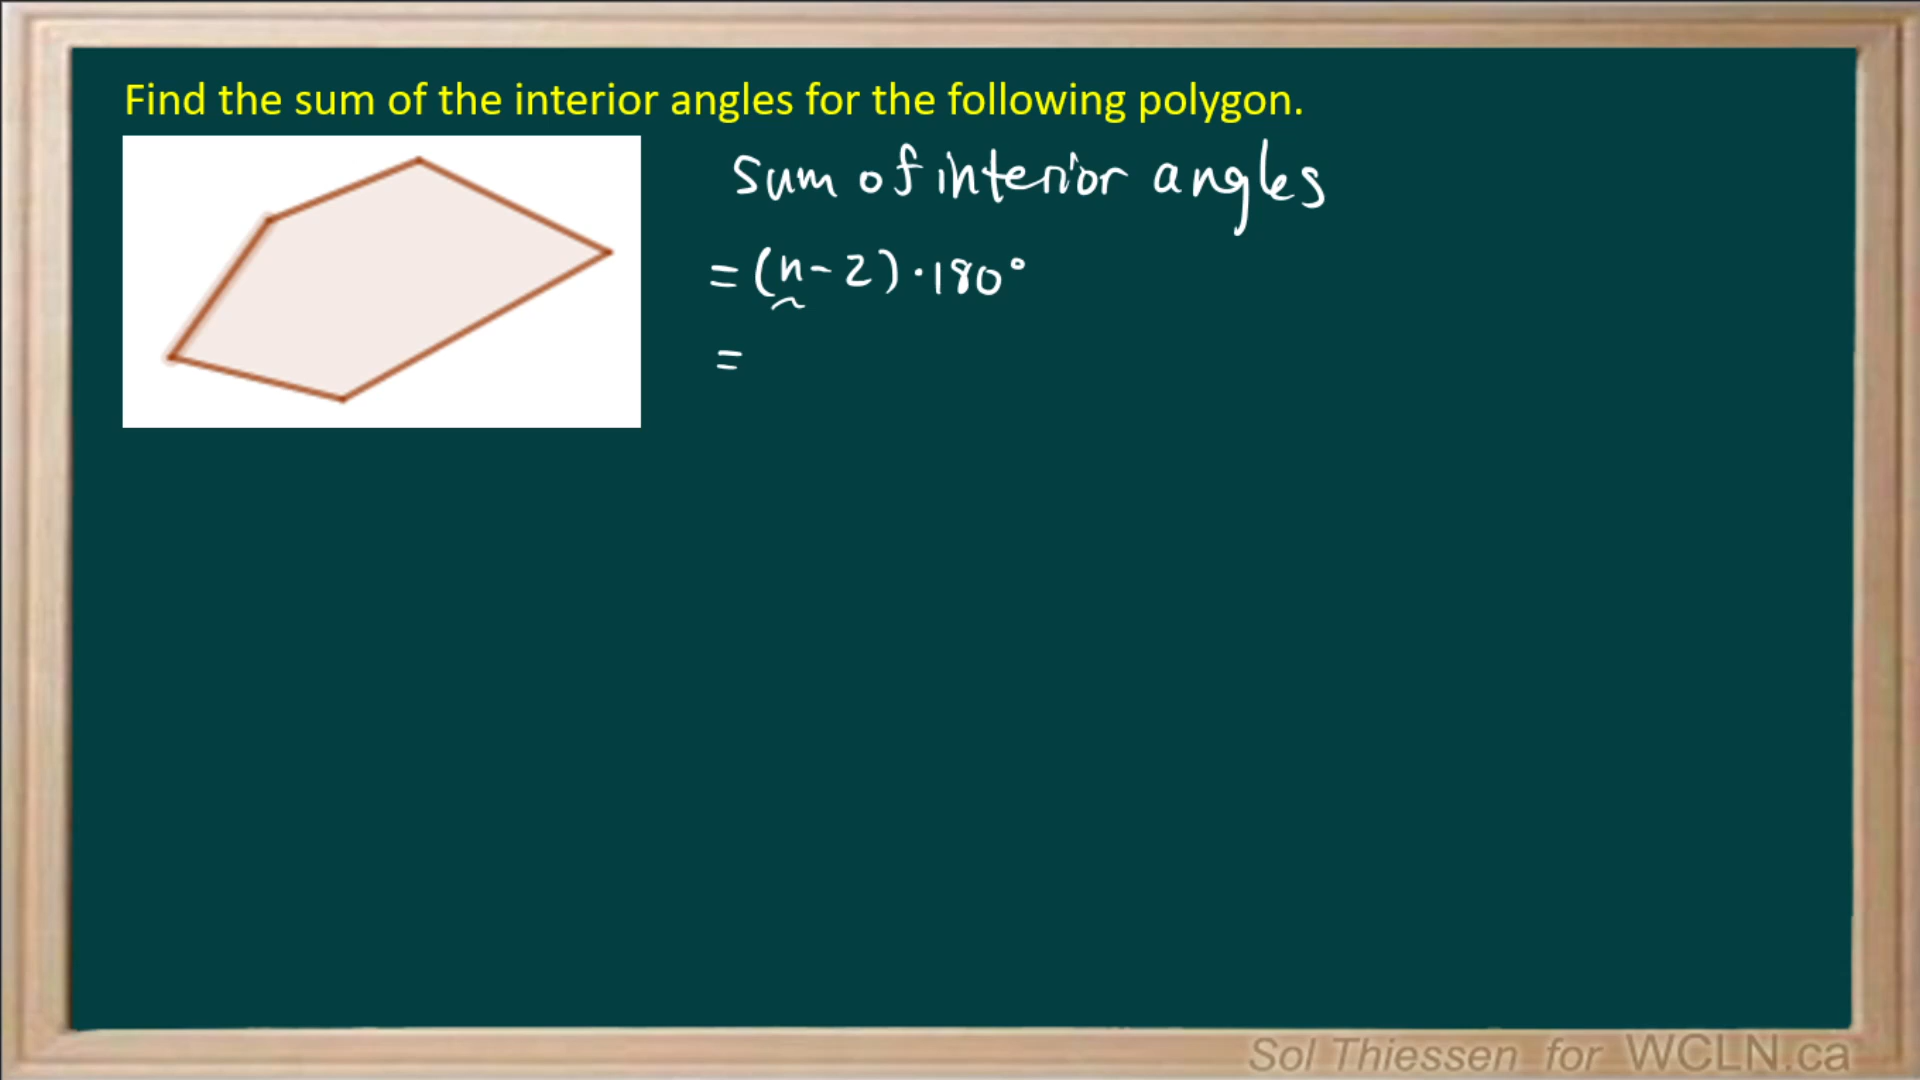 Find the sum of the interior angles for the following polygon.
Sum of interior angles
= (n-2)·180°
=
Sol Thiessen for WCLN.ca